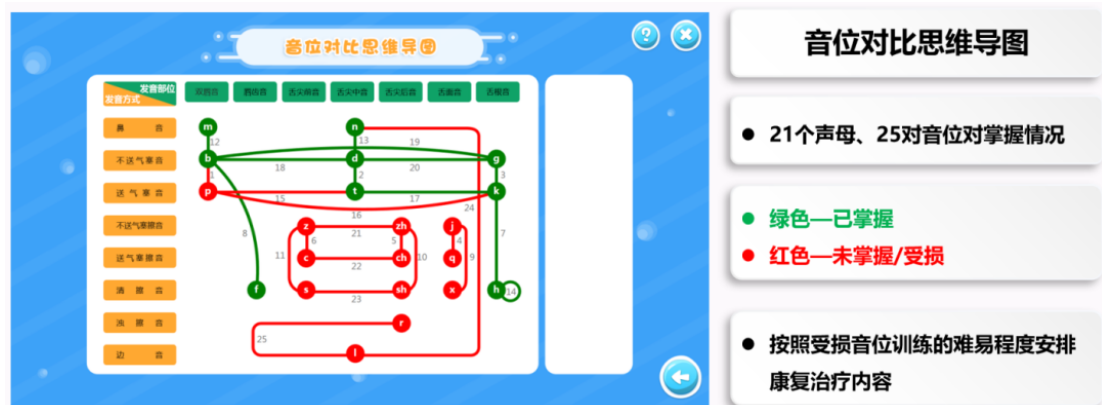 音位对比思维导图
?
发音部位
发音方式
双唇音 唇齿音 舌尖前音 舌尖中音 舌尖后音 舌面音 舌根音
鼻 音
不送气塞音
送 气 塞 音
不送气塞擦音
送气塞擦音
清 擦 音
浊 擦 音
边 音
m n
12 13 19
b d g
1 18 2 20 3
p t k
15 17 24
16
z zh j
8 11 6 21 5 10 4 9 7
c ch q
22
f s sh x h 14
23
r
25
l
音位对比思维导图
● 21个声母、25对音位对掌握情况
● 绿色—已掌握
● 红色—未掌握/受损
● 按照受损音位训练的难易程度安排
康复治疗内容